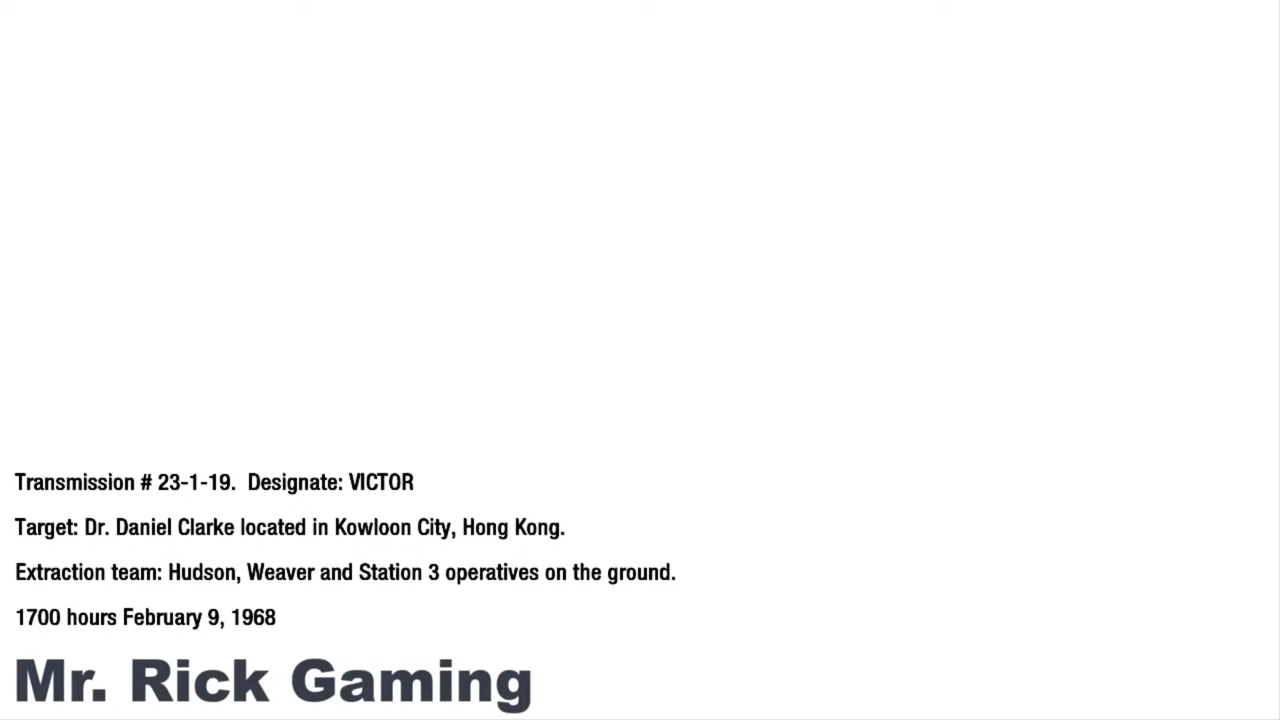 Transmission # 23-1-19.  Designate: VICTOR
Target: Dr. Daniel Clarke located in Kowloon City, Hong Kong.
Extraction team: Hudson, Weaver and Station 3 operatives on the ground.
1700 hours February 9, 1968
Mr. Rick Gaming